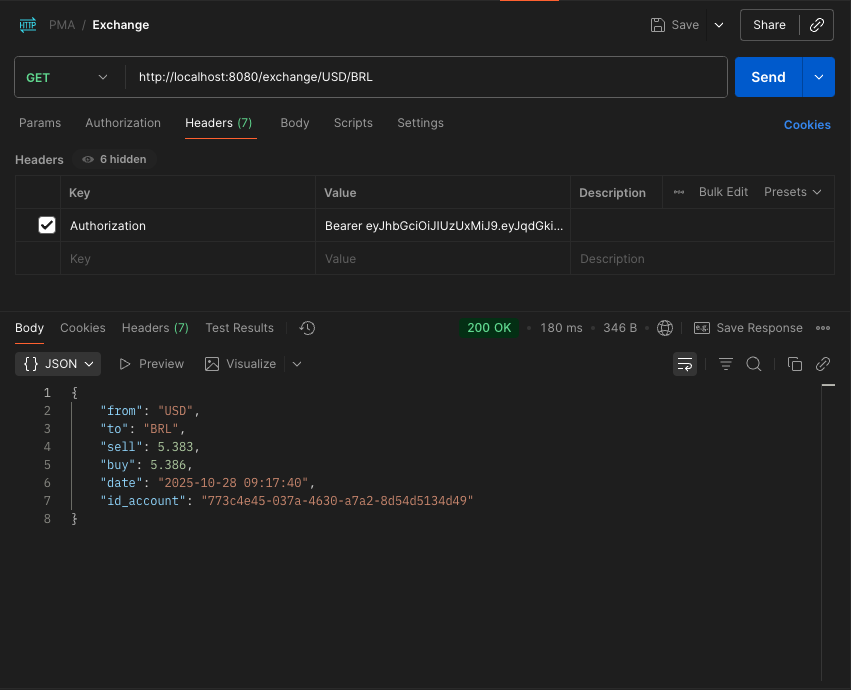 HTTP PMA / Exchange Save Share
GET http://localhost:8080/exchange/USD/BRL Send
Params Authorization Headers (7) Body Scripts Settings Cookies
Headers 6 hidden
Key Value Description Bulk Edit Presets
Authorization Bearer eyJhbGciOiJIUzUxMiJ9.eyJqdGki...
Key Value Description
Body Cookies Headers (7) Test Results 200 OK 180 ms 346 B e.g. Save Response
{} JSON Preview Visualize
1 {
2 "from": "USD",
3 "to": "BRL",
4 "sell": 5.383,
5 "buy": 5.386,
6 "date": "2025-10-28 09:17:40",
7 "id_account": "773c4e45-037a-4630-a7a2-8d54d5134d49"
8 }